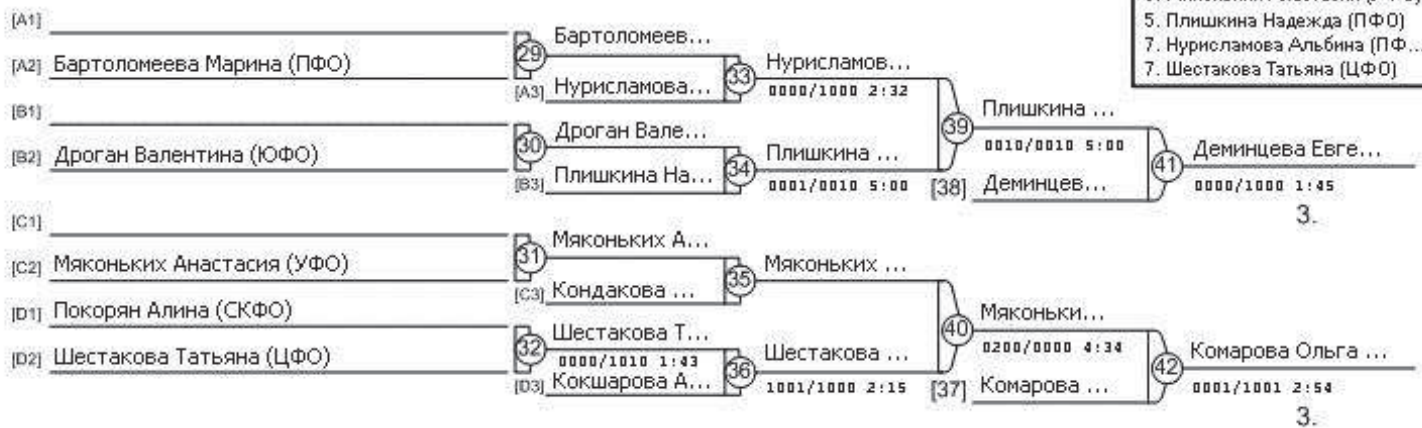 5. Плишкина Надежда (ПФО)
7. Нурисламова Альбина (ПФ...
7. Шестакова Татьяна (ЦФО)
[A1]
[A2] Бартоломеева Марина (ПФО)
29
Бартоломеев...
[A3] Нурисламова...
33
Нурисламов...
0000/1000 2:32
[B1]
[B2] Дроган Валентина (ЮФО)
30
Дроган Вале...
[B3] Плишкина На...
34
Плишкина ...
0001/0010 5:00
39
Плишкина ...
0010/0010 5:00
[38] Деминцев...
41
Деминцева Евге...
0000/1000 1:45
3.
[C1]
[C2] Мяконьких Анастасия (УФО)
31
Мяконьких А...
[C3] Кондакова ...
35
Мяконьких ...
[D1] Покорян Алина (СКФО)
[D2] Шестакова Татьяна (ЦФО)
32
Шестакова Т...
0000/1010 1:43
[D3] Кокшарова А...
36
Шестакова ...
1001/1000 2:15
40
Мяконьки...
0200/0000 4:34
[37] Комарова ...
42
Комарова Ольга ...
0001/1001 2:54
3.